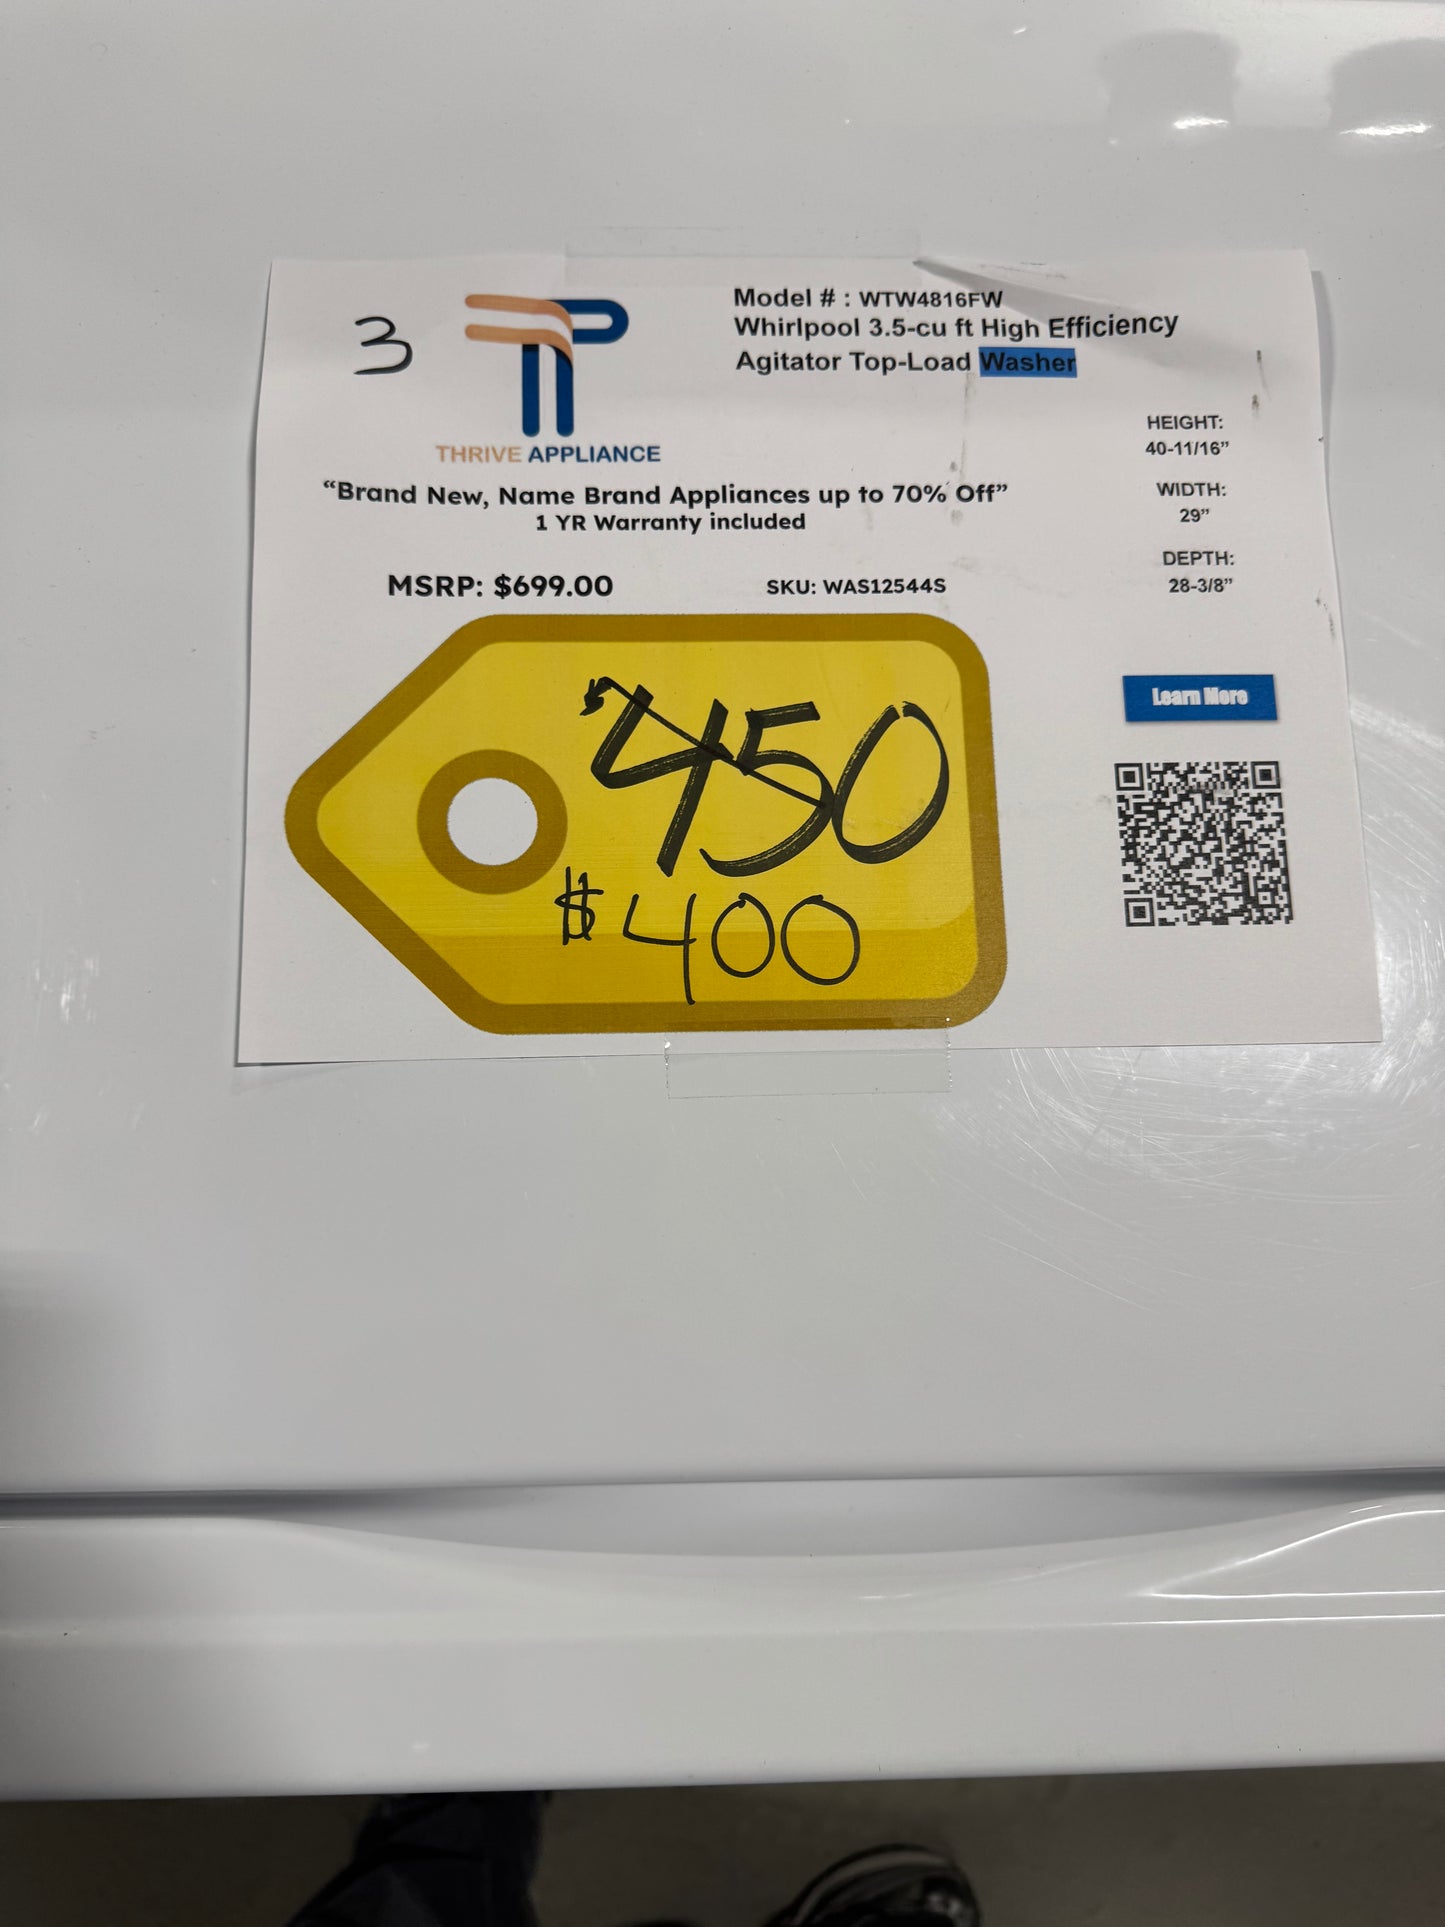 3
THRIVE APPLIANCE
Model # : WTW4816FW
Whirlpool 3.5-cu ft High Efficiency
Agitator Top-Load Washer
“Brand New, Name Brand Appliances up to 70% Off”
1 YR Warranty included
HEIGHT:
40-11/16”
WIDTH:
29”
DEPTH:
28-3/8”
MSRP: $699.00
SKU: WAS12544S
450
$400
Learn More